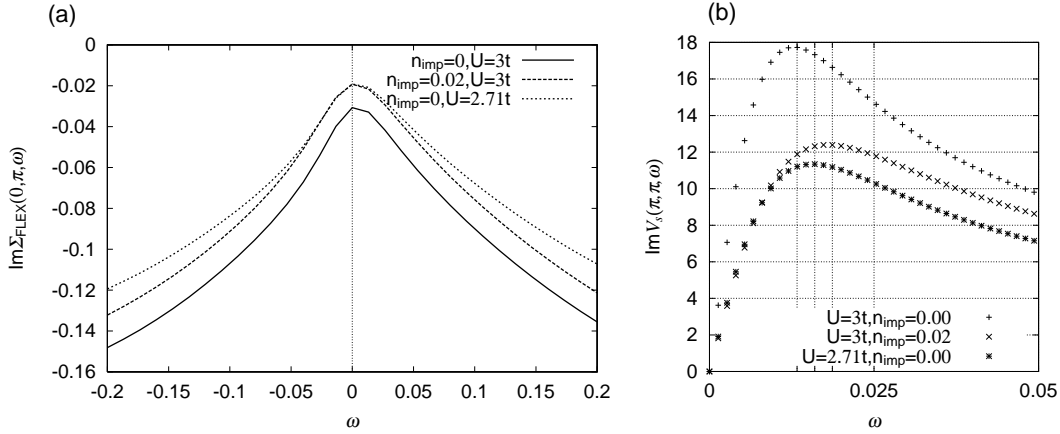 (a)
0
-0.02
-0.04
-0.06
-0.08
-0.1
-0.12
-0.14
-0.16
-0.2 -0.15 -0.1 -0.05 0 0.05 0.1 0.15 0.2
ω
ImΣFLEX(0,π,ω)
nimp=0,U=3t
nimp=0.02,U=3t
nimp=0,U=2.71t
(b)
18
16
14
12
10
8
6
4
2
0
0 0.025 0.05
ω
ImVs(π,π,ω)
U=3t,nimp=0.00
U=3t,nimp=0.02
U=2.71t,nimp=0.00